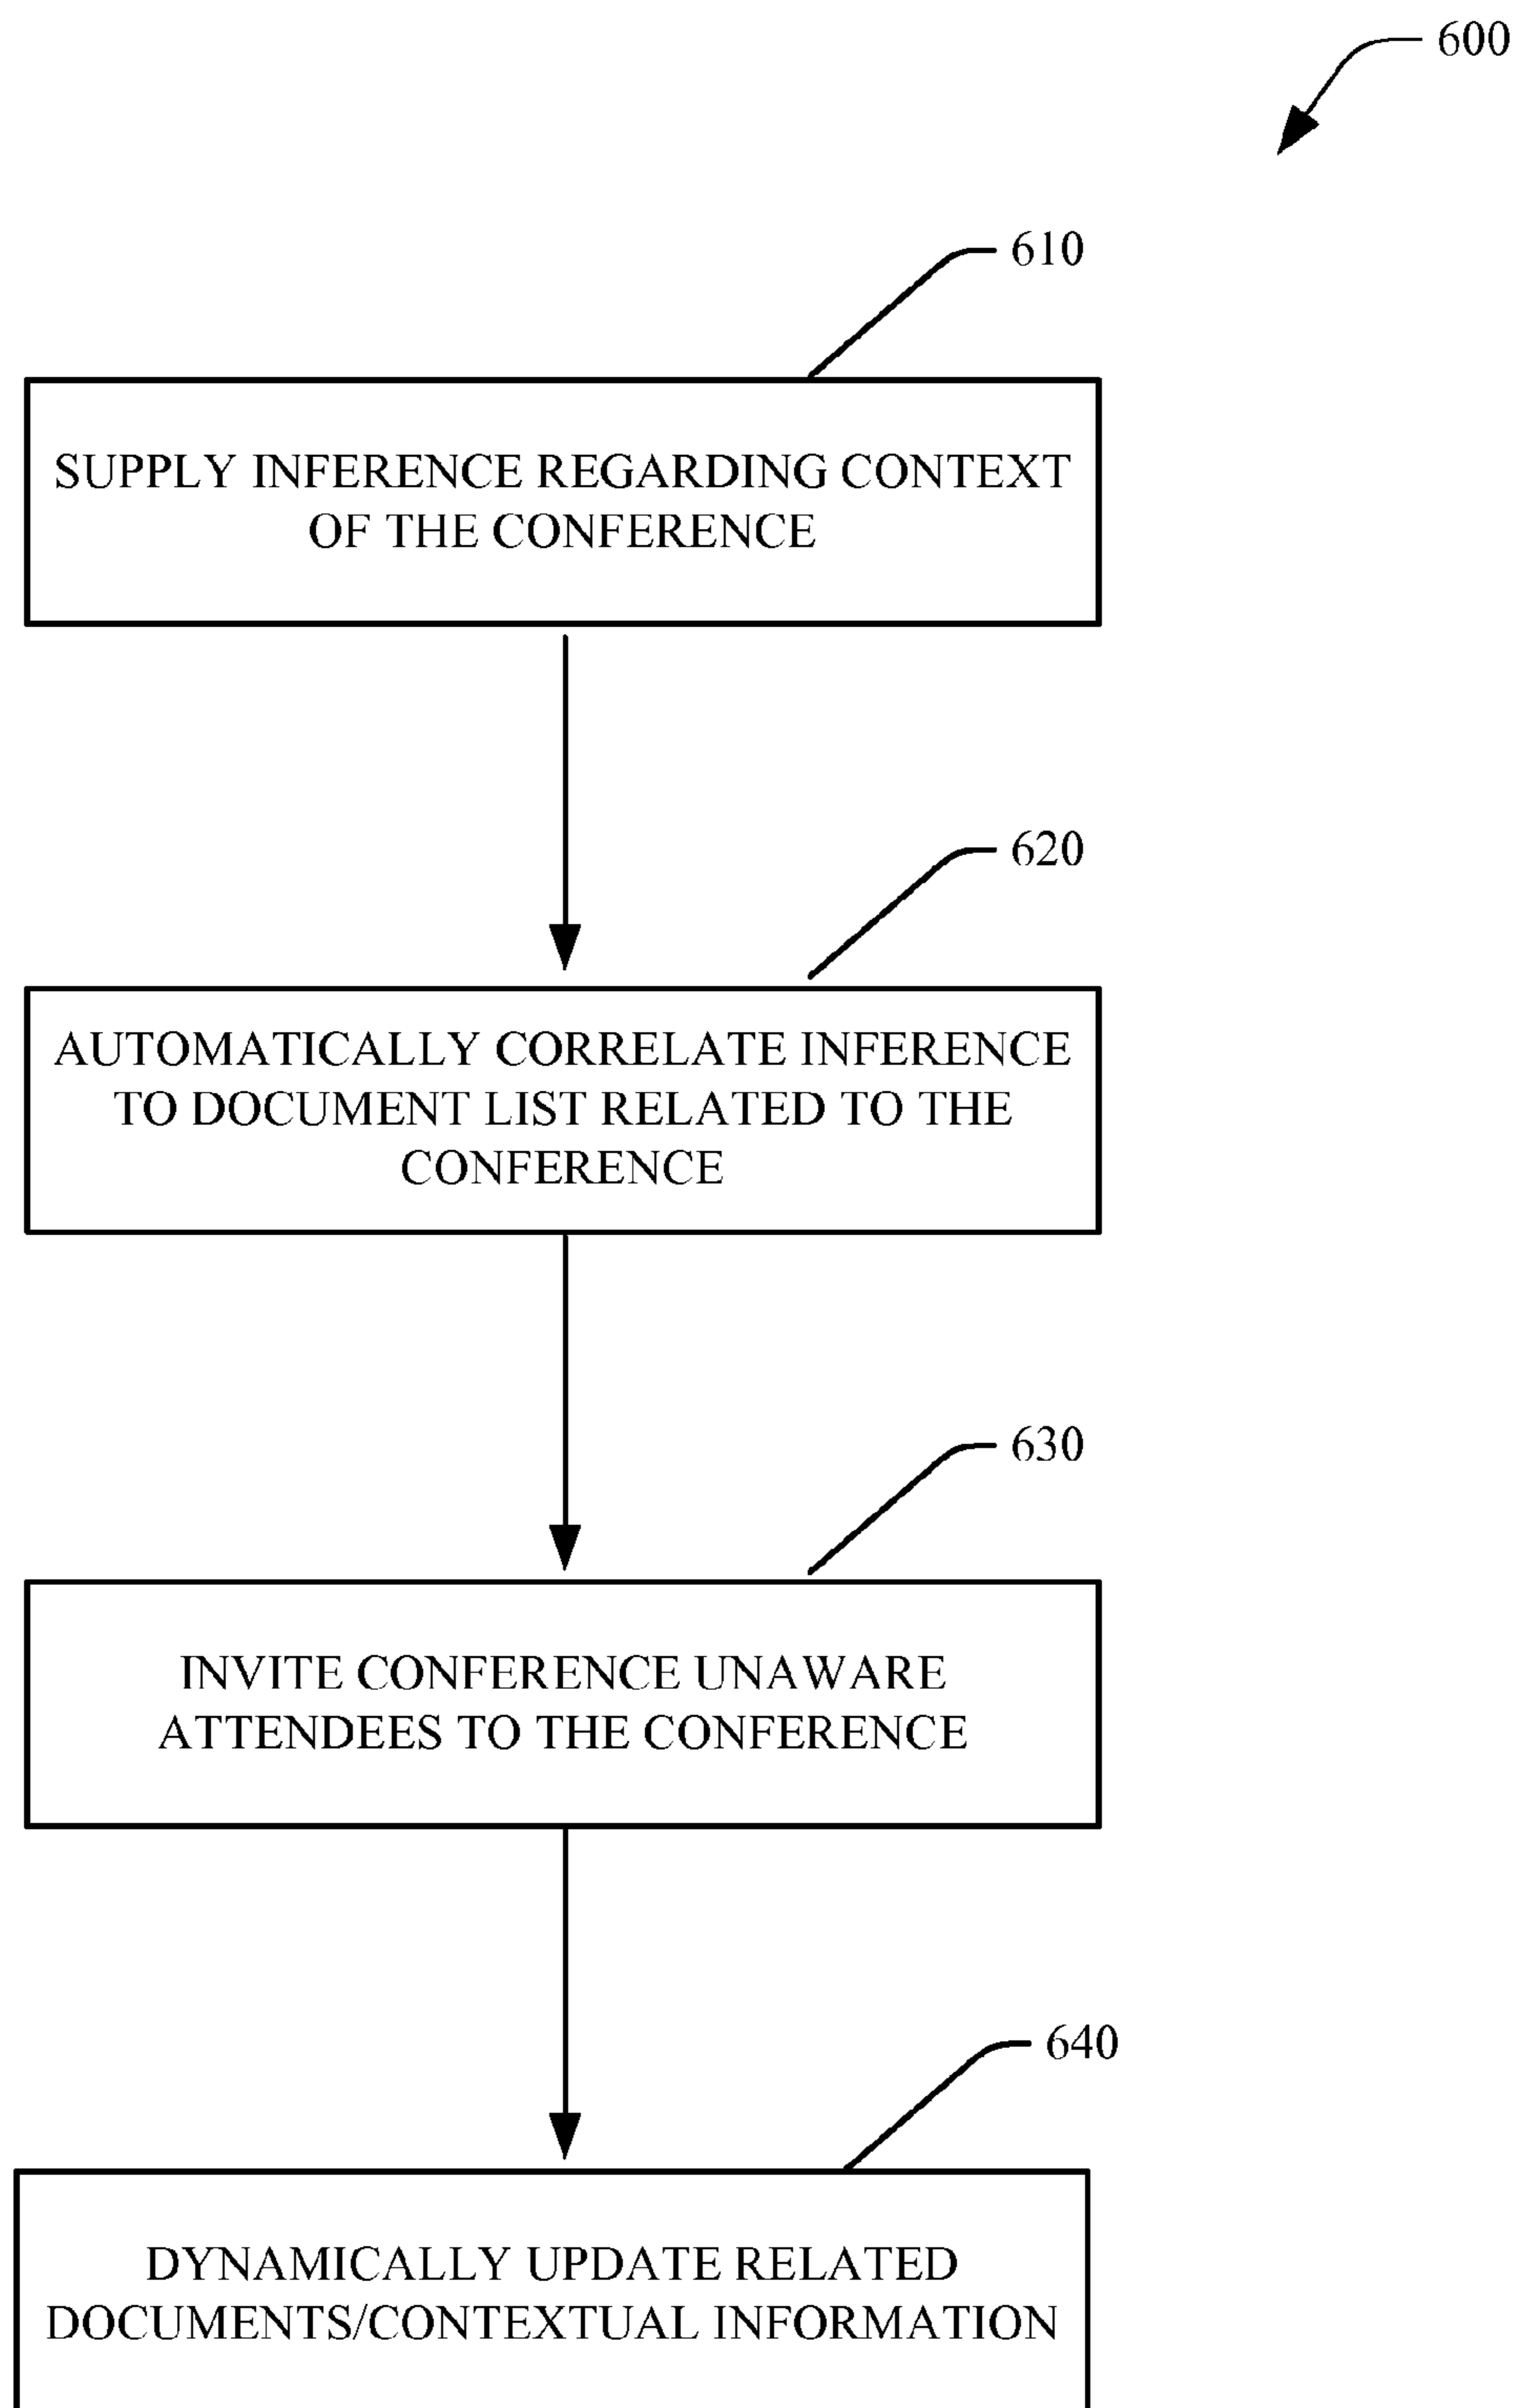 600
610
SUPPLY INFERENCE REGARDING CONTEXT
OF THE CONFERENCE
620
AUTOMATICALLY CORRELATE INFERENCE
TO DOCUMENT LIST RELATED TO THE
CONFERENCE
630
INVITE CONFERENCE UNAWARE
ATTENDEES TO THE CONFERENCE
640
DYNAMICALLY UPDATE RELATED
DOCUMENTS/CONTEXTUAL INFORMATION